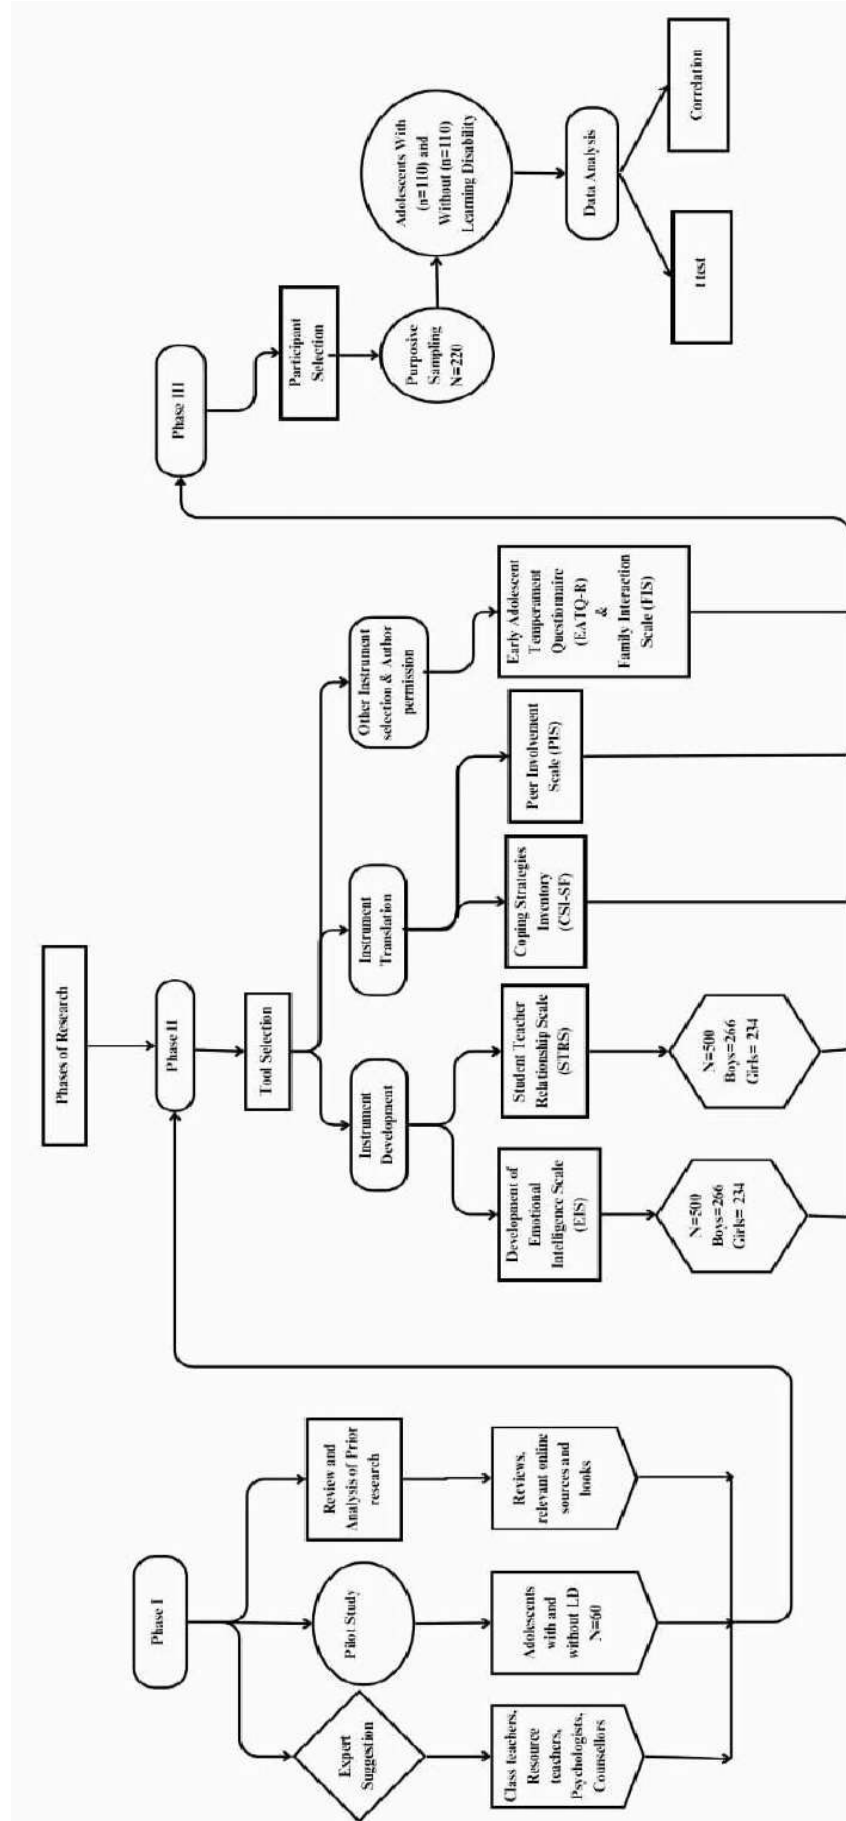 Phases of Research
Phase I
Expert
Suggestion
Class teachers,
Resource
teachers,
Psychologists,
Counsellors
Pilot Study
Adolescents
with and
without LD
N=60
Review and
Analysis of Prior
research
Reviews,
relevant online
sources and
books
Phase II
Tool Selection
Instrument
Development
Development of
Emotional
Intelligence Scale
(EIS)
N=500
Boys=266
Girls= 234
Student Teacher
Relationship Scale
(STRS)
N=500
Boys=266
Girls= 234
Instrument
Translation
Coping Strategies
Inventory
(CSI-SF)
Peer Involvement
Scale (PIS)
Other Instrument
selection & Author
permission
Early Adolescent
Temperament
Questionnaire
(EATQ-R)
&
Family Interaction
Scale (FIS)
Phase III
Participant
Selection
Purposive
Sampling
N=220
Adolescents With
(n=110) and
Without (n=110)
Learning Disability
Data Analysis
t test
Correlation